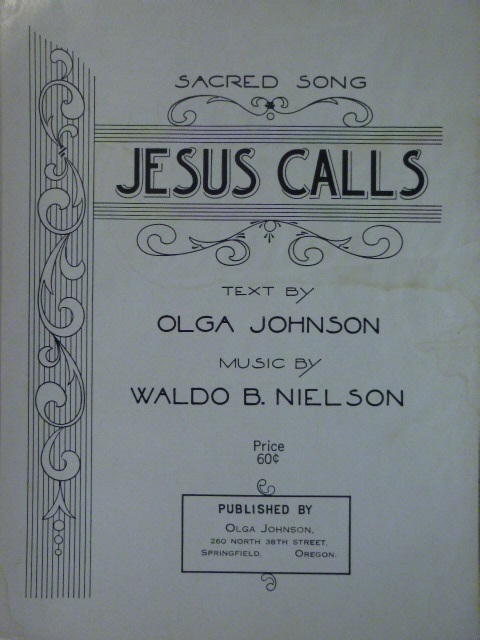 SACRED SONG
JESUS CALLS
TEXT BY
OLGA JOHNSON
MUSIC BY
WALDO B. NIELSON
Price
60¢
PUBLISHED BY
OLGA JOHNSON,
260 NORTH 38TH STREET,
SPRINGFIELD, OREGON.